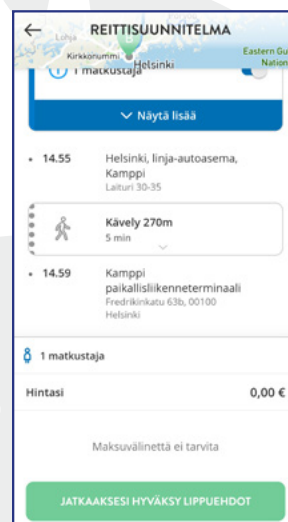 REITTISUUNNITELMA
Lohja
Kirkkonummi
Helsinki
Eastern Gu
Nation
1 matkustaja
Näytä lisää
• 14.55 Helsinki, linja-autoasema,
Kamppi
Laituri 30-35
Kävely 270m
5 min
• 14.59 Kamppi
paikallisliikenneterminaali
Fredrikinkatu 63b, 00100
Helsinki
1 matkustaja
Hintasi 0,00 €
Maksuvälinettä ei tarvita
JATKAAKSESI HYVÄKSY LIPPUEHDOT